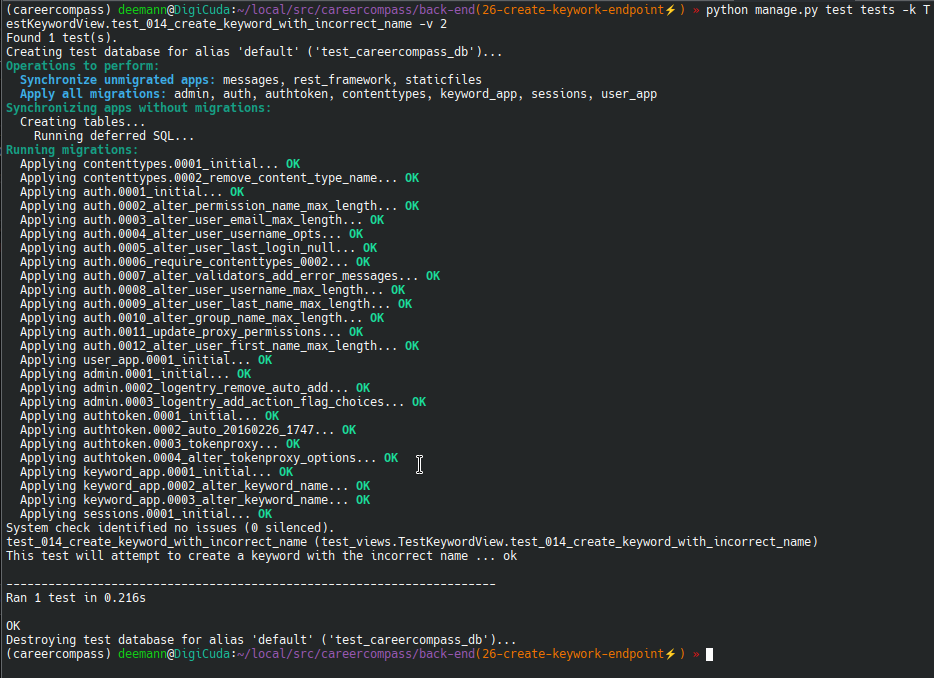 (careercompass) deemann@DigiCuda:~/local/src/careercompass/back-end(26-create-keywork-endpoint⚡) » python manage.py test tests -k T
estKeywordView.test_014_create_keyword_with_incorrect_name -v 2
Found 1 test(s).
Creating test database for alias 'default' ('test_careercompass_db')...
Operations to perform:
  Synchronize unmigrated apps: messages, rest_framework, staticfiles
  Apply all migrations: admin, auth, authtoken, contenttypes, keyword_app, sessions, user_app
Synchronizing apps without migrations:
  Creating tables...
    Running deferred SQL...
Running migrations:
  Applying contenttypes.0001_initial... OK
  Applying contenttypes.0002_remove_content_type_name... OK
  Applying auth.0001_initial... OK
  Applying auth.0002_alter_permission_name_max_length... OK
  Applying auth.0003_alter_user_email_max_length... OK
  Applying auth.0004_alter_user_username_opts... OK
  Applying auth.0005_alter_user_last_login_null... OK
  Applying auth.0006_require_contenttypes_0002... OK
  Applying auth.0007_alter_validators_add_error_messages... OK
  Applying auth.0008_alter_user_username_max_length... OK
  Applying auth.0009_alter_user_last_name_max_length... OK
  Applying auth.0010_alter_group_name_max_length... OK
  Applying auth.0011_update_proxy_permissions... OK
  Applying auth.0012_alter_user_first_name_max_length... OK
  Applying user_app.0001_initial... OK
  Applying admin.0001_initial... OK
  Applying admin.0002_logentry_remove_auto_add... OK
  Applying admin.0003_logentry_add_action_flag_choices... OK
  Applying authtoken.0001_initial... OK
  Applying authtoken.0002_auto_20160226_1747... OK
  Applying authtoken.0003_tokenproxy... OK
  Applying authtoken.0004_alter_tokenproxy_options... OK
  Applying keyword_app.0001_initial... OK
  Applying keyword_app.0002_alter_keyword_name... OK
  Applying keyword_app.0003_alter_keyword_name... OK
  Applying sessions.0001_initial... OK
System check identified no issues (0 silenced).
test_014_create_keyword_with_incorrect_name (test_views.TestKeywordView.test_014_create_keyword_with_incorrect_name)
This test will attempt to create a keyword with the incorrect name ... ok
----------------------------------------------------------------------
Ran 1 test in 0.216s
OK
Destroying test database for alias 'default' ('test_careercompass_db')...
(careercompass) deemann@DigiCuda:~/local/src/careercompass/back-end(26-create-keywork-endpoint⚡) »